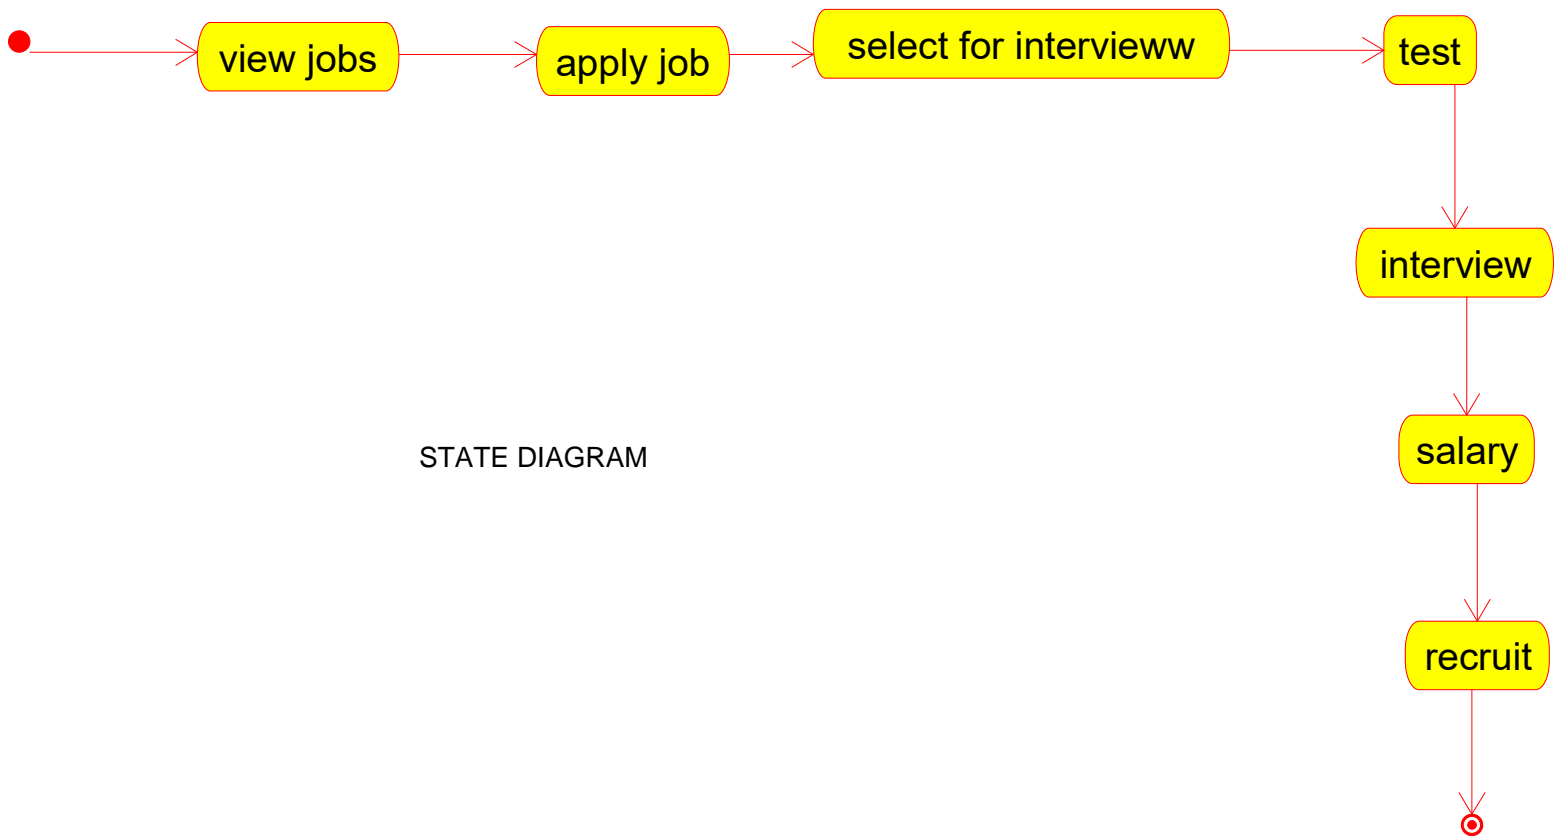 view jobs
apply job
select for intervieww
test
interview
salary
STATE DIAGRAM
recruit